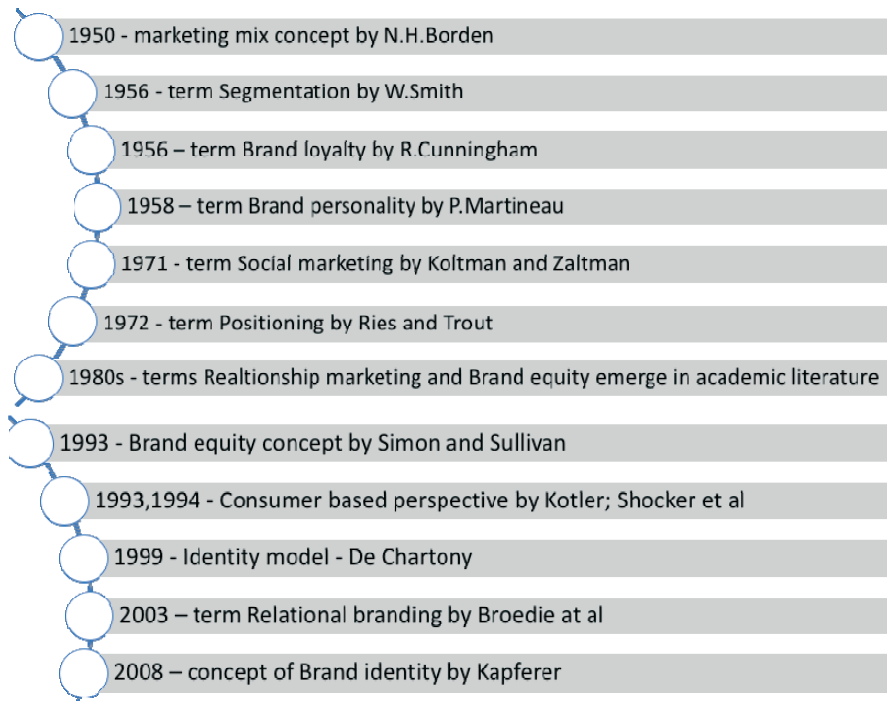 1950 - marketing mix concept by N.H.Borden
1956 - term Segmentation by W.Smith
1956 – term Brand loyalty by R.Cunningham
1958 – term Brand personality by P.Martineau
1971 - term Social marketing by Koltman and Zaltman
1972 - term Positioning by Ries and Trout
1980s - terms Realtionship marketing and Brand equity emerge in academic literature
1993 - Brand equity concept by Simon and Sullivan
1993,1994 - Consumer based perspective by Kotler; Shocker et al
1999 - Identity model - De Chartony
2003 – term Relational branding by Broedie at al
2008 – concept of Brand identity by Kapferer